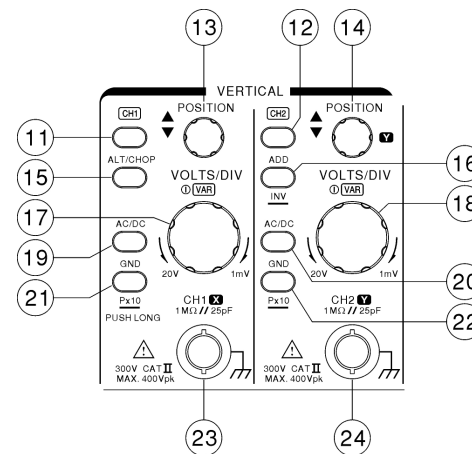 13
12
14
VERTICAL
CH1
POSITION
CH2
POSITION
11
Y
ALT/CHOP
ADD
15
16
VOLTS/DIV
VAR
INV
VOLTS/DIV
VAR
17
18
AC/DC
AC/DC
19
20V
1mV
20V
1mV
20
GND
GND
21
Px10
CH1 X
Px10
CH2 Y
22
PUSH LONG
1MΩ // 25pF
1MΩ // 25pF
300V CAT II
MAX. 400Vpk
300V CAT II
MAX. 400Vpk
23
24